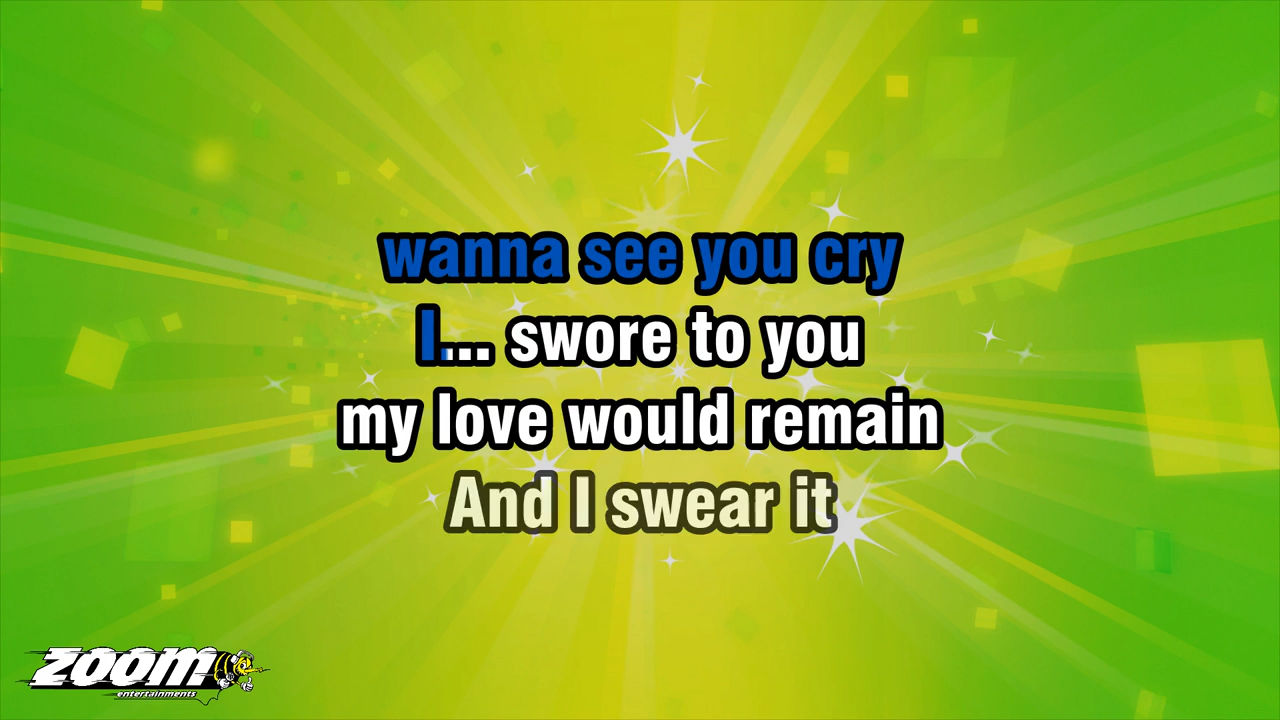 wanna see you cry
I... swore to you
my love would remain
And I swear it
ZOOM
entertainments